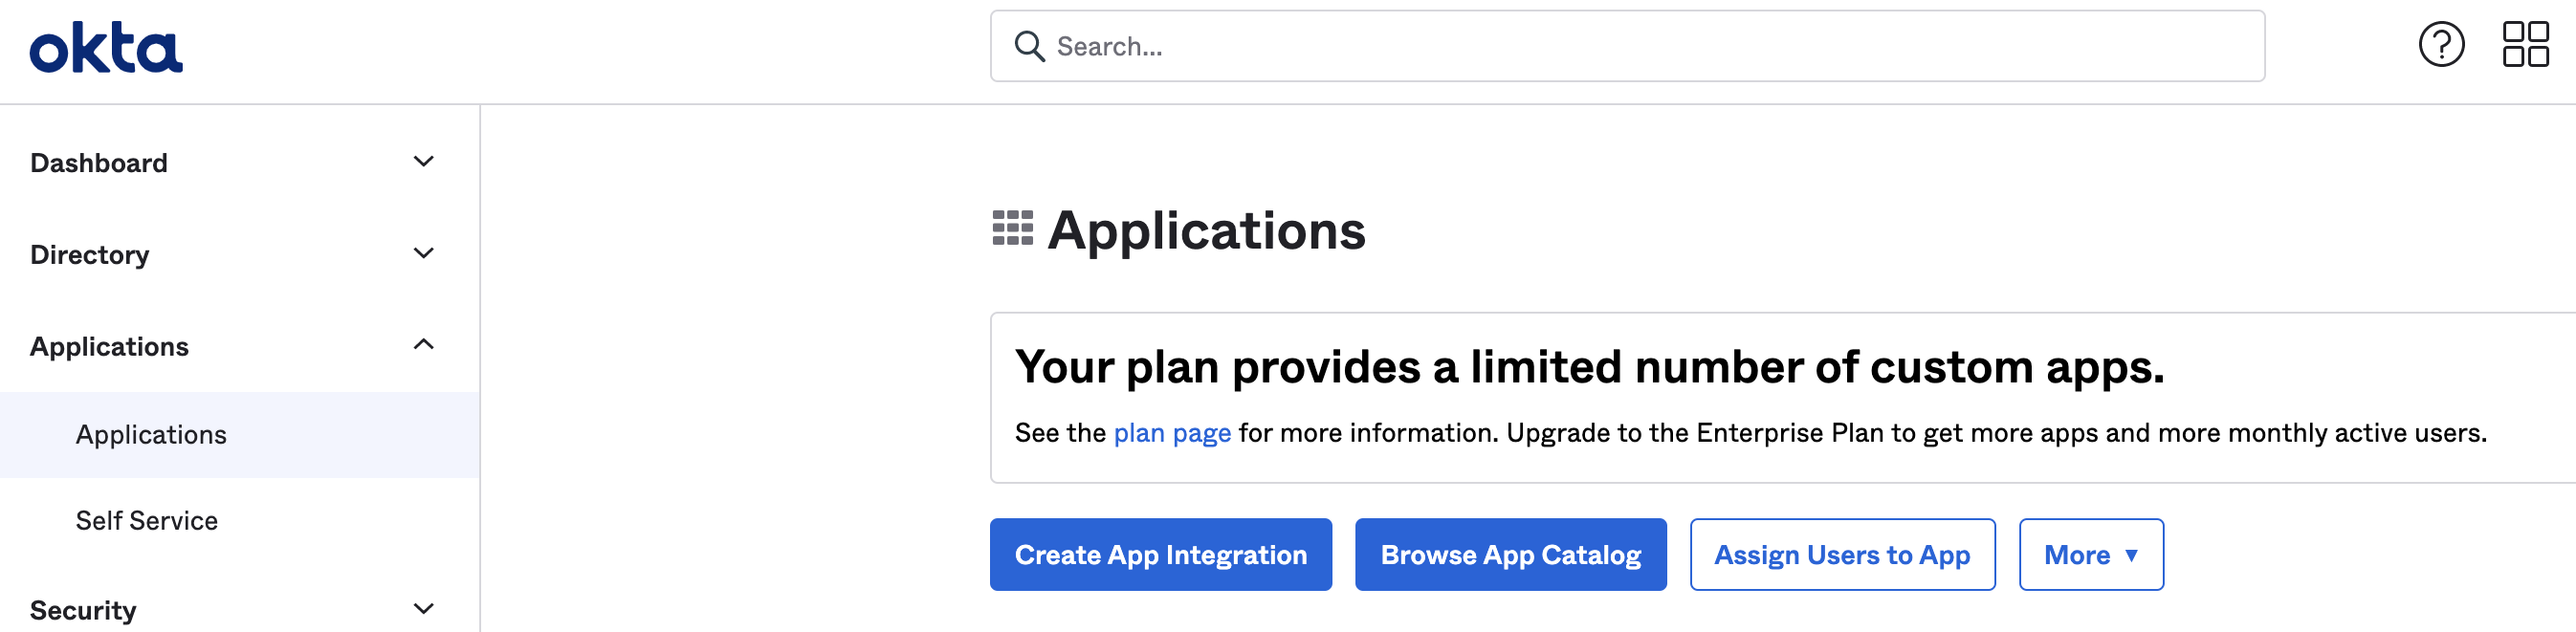 okta
Search...
Dashboard
Directory
Applications
Applications
Self Service
Security
Applications
Your plan provides a limited number of custom apps.
See the plan page for more information. Upgrade to the Enterprise Plan to get more apps and more monthly active users.
Create App Integration
Browse App Catalog
Assign Users to App
More ▼